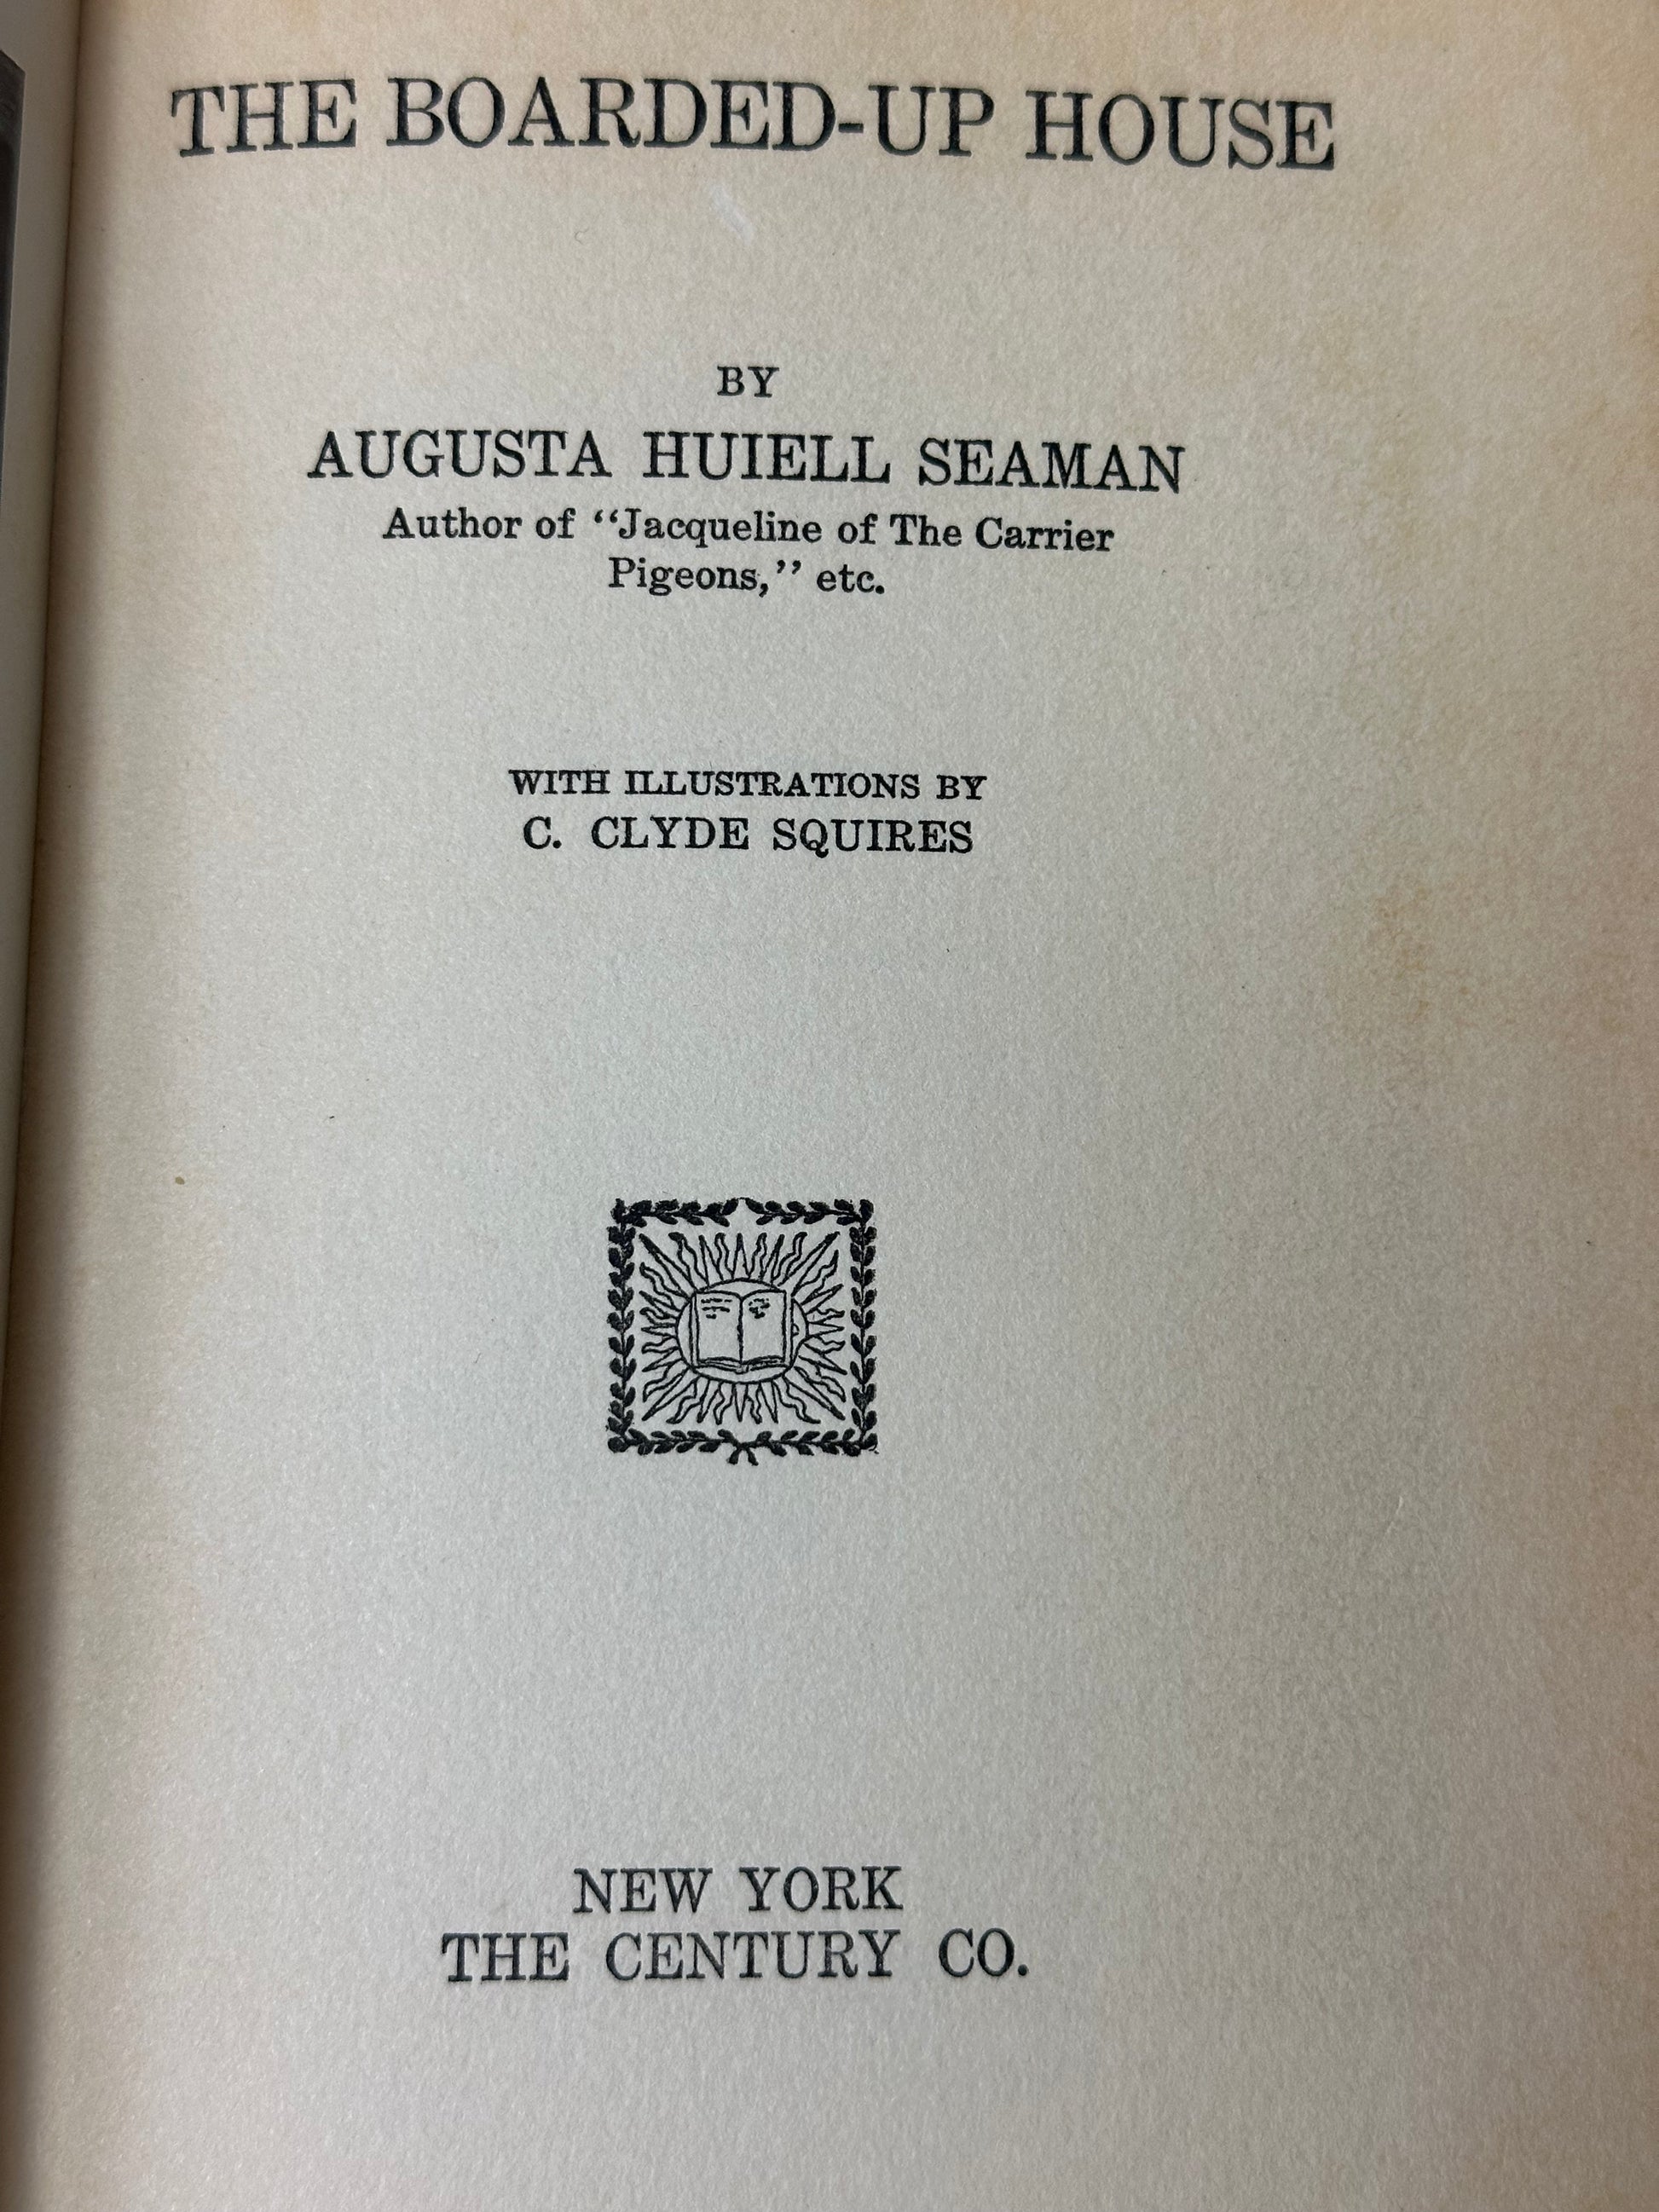 THE BOARDED-UP HOUSE
BY
AUGUSTA HUIELL SEAMAN
Author of “Jacqueline of The Carrier
Pigeons,” etc.
WITH ILLUSTRATIONS BY
C. CLYDE SQUIRES
NEW YORK
THE CENTURY CO.